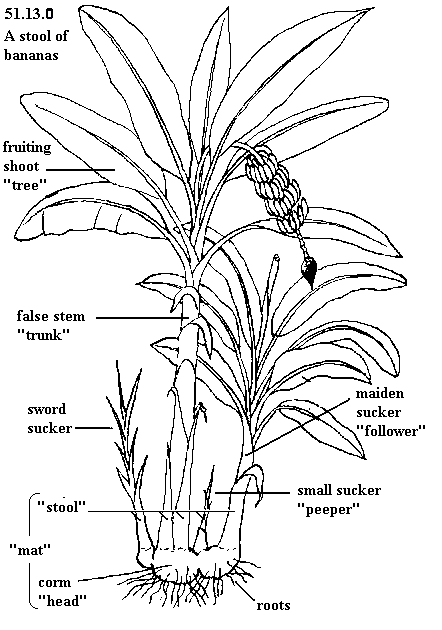 51.13.0
A stool of
bananas
fruiting
shoot
"tree"
false stem
"trunk"
sword
sucker
maiden
sucker
"follower"
small sucker
"peeper"
"stool"
"mat"
corm
"head"
roots